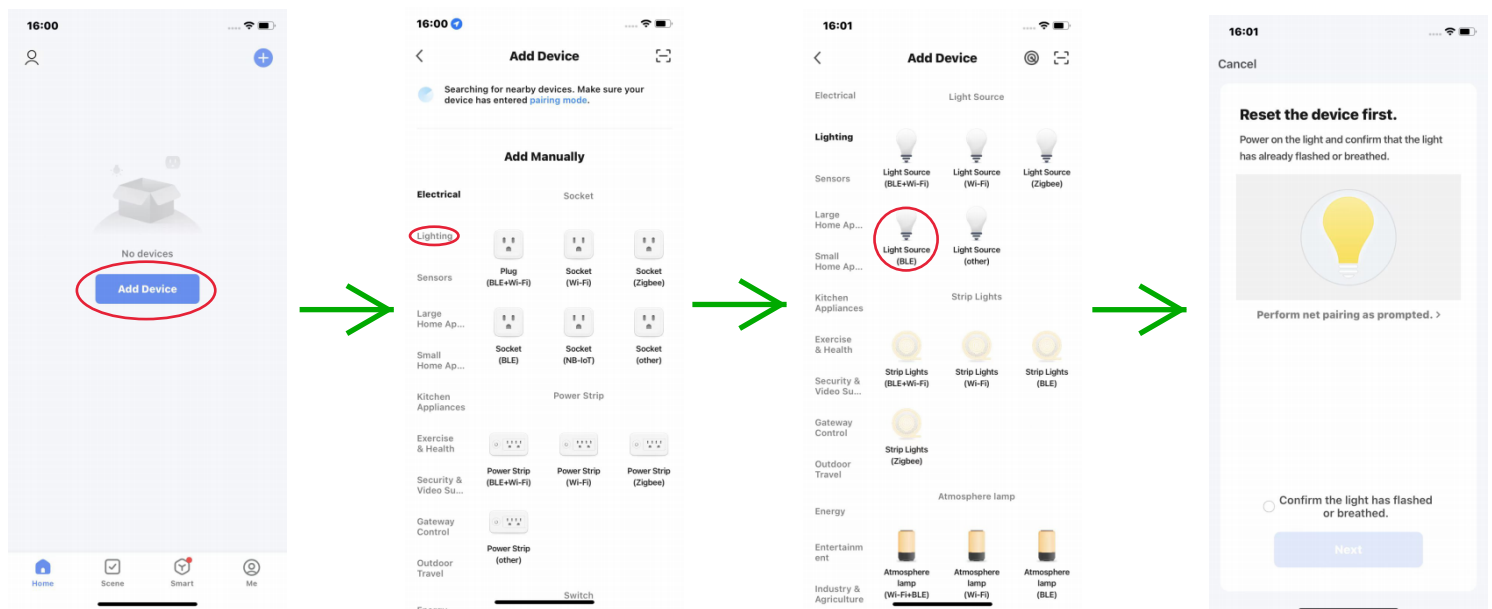 16:00
No devices
Add Device
Home
Scene
Smart
Me
16:00
Add Device
Searching for nearby devices. Make sure your
device has entered pairing mode.
Add Manually
Electrical
Lighting
Sensors
Large
Home Ap...
Small
Home Ap...
Kitchen
Appliances
Exercise
& Health
Security &
Video Su...
Gateway
Control
Outdoor
Travel
Socket
Plug
(BLE+Wi-Fi)
Socket
(Wi-Fi)
Socket
(Zigbee)
Socket
(BLE)
Socket
(NB-IoT)
Socket
(other)
Power Strip
Power Strip
(BLE+Wi-Fi)
Power Strip
(Wi-Fi)
Power Strip
(Zigbee)
Power Strip
(other)
Switch
16:01
Add Device
Electrical
Lighting
Sensors
Large
Home Ap...
Small
Home Ap...
Kitchen
Appliances
Exercise
& Health
Security &
Video Su...
Gateway
Control
Outdoor
Travel
Energy
Entertainm
ent
Industry &
Agriculture
Light Source
Light Source
(BLE+Wi-Fi)
Light Source
(Wi-Fi)
Light Source
(Zigbee)
Light Source
(BLE)
Light Source
(other)
Strip Lights
Strip Lights
(BLE+Wi-Fi)
Strip Lights
(Wi-Fi)
Strip Lights
(BLE)
Strip Lights
(Zigbee)
Atmosphere lamp
Atmosphere
lamp
(Wi-Fi+BLE)
Atmosphere
lamp
(Wi-Fi)
Atmosphere
lamp
(BLE)
16:01
Cancel
Reset the device first.
Power on the light and confirm that the light
has already flashed or breathed.
Perform net pairing as prompted. >
Confirm the light has flashed
or breathed.
Next